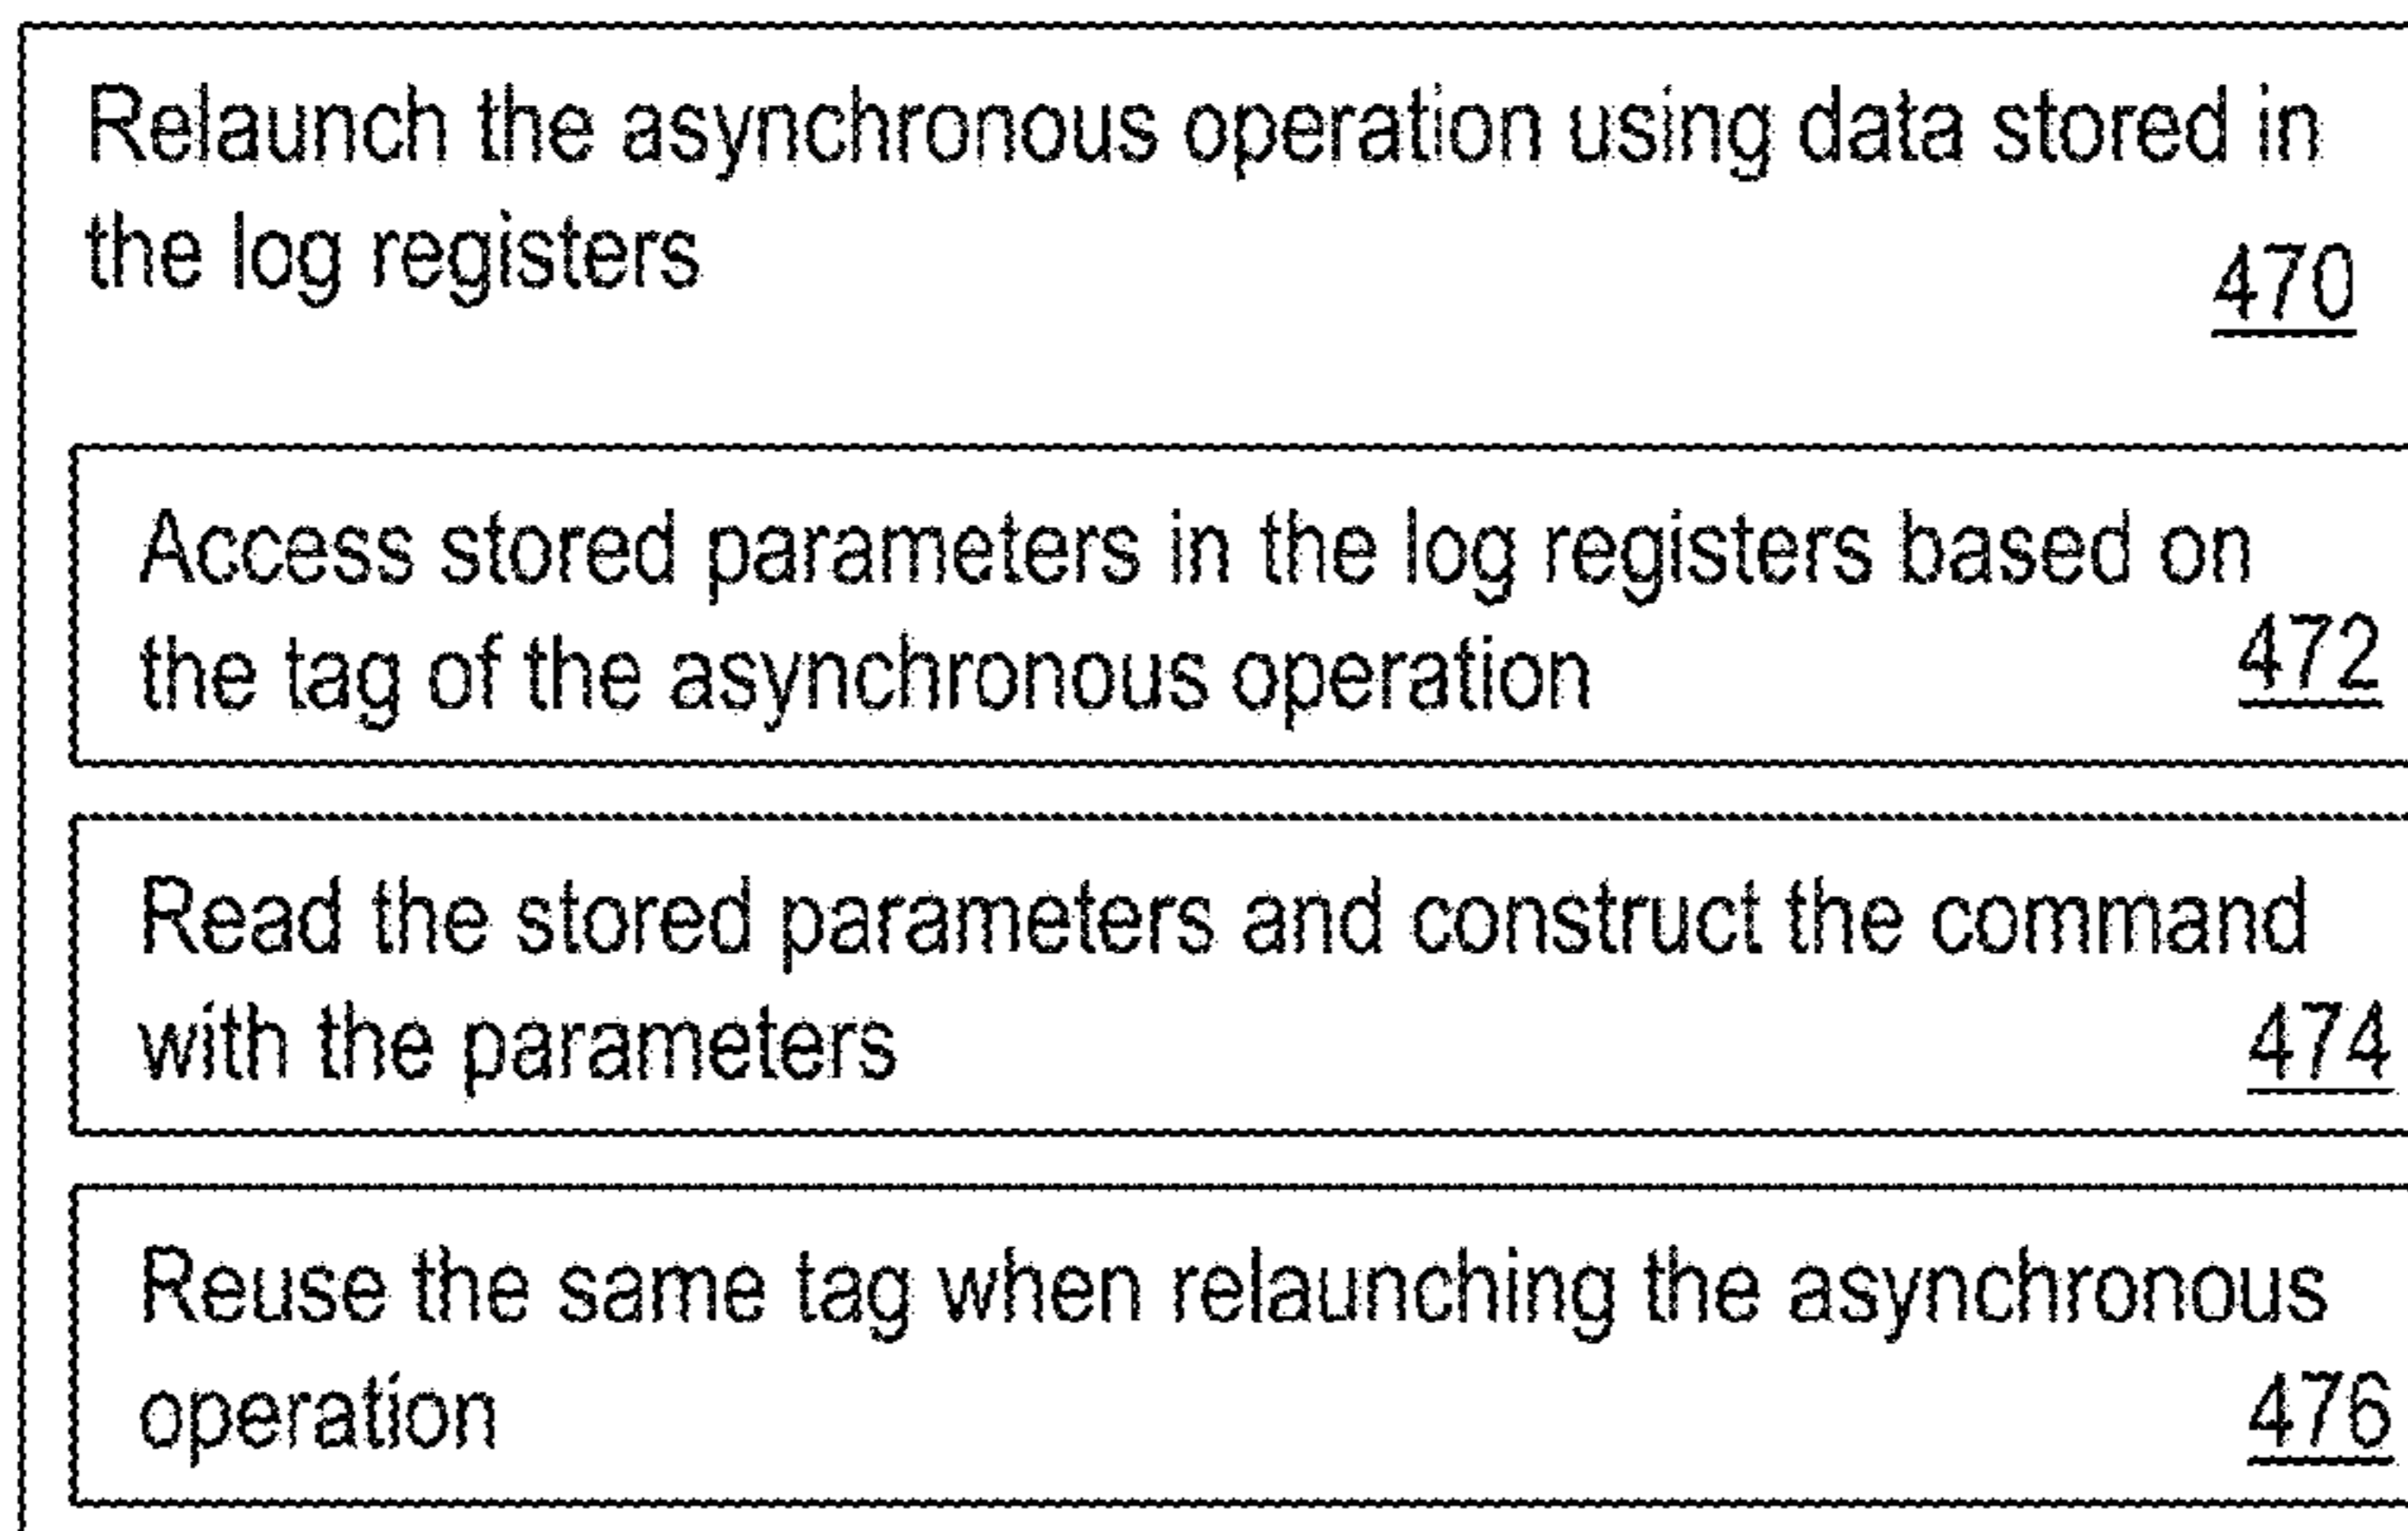 Relaunch the asynchronous operation using data stored in
the log registers 470
Access stored parameters in the log registers based on
the tag of the asynchronous operation 472
Read the stored parameters and construct the command
with the parameters 474
Reuse the same tag when relaunching the asynchronous
operation 476